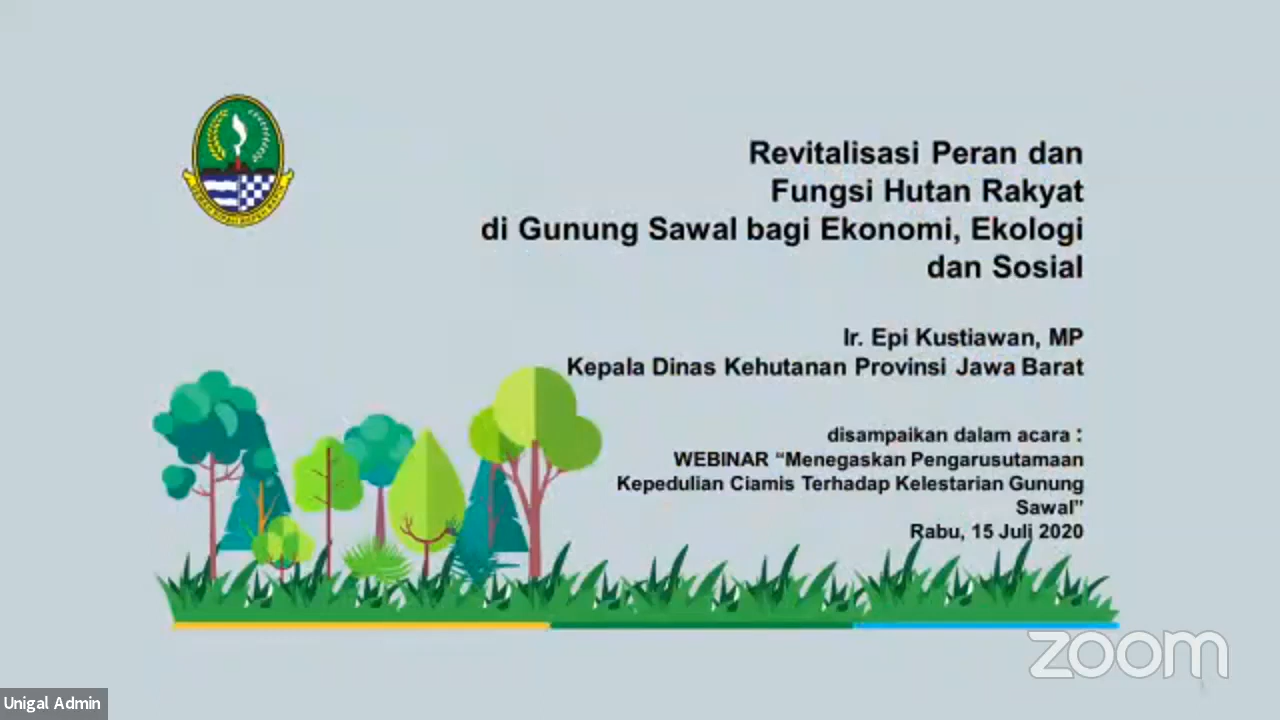 Revitalisasi Peran dan
Fungsi Hutan Rakyat
di Gunung Sawal bagi Ekonomi, Ekologi
dan Sosial
Ir. Epi Kustiawan, MP
Kepala Dinas Kehutanan Provinsi Jawa Barat
disampaikan dalam acara :
WEBINAR “Menegaskan Pengarusutamaan
Kepedulian Ciamis Terhadap Kelestarian Gunung
Sawal”
Rabu, 15 Juli 2020
zoom
Unigal Admin